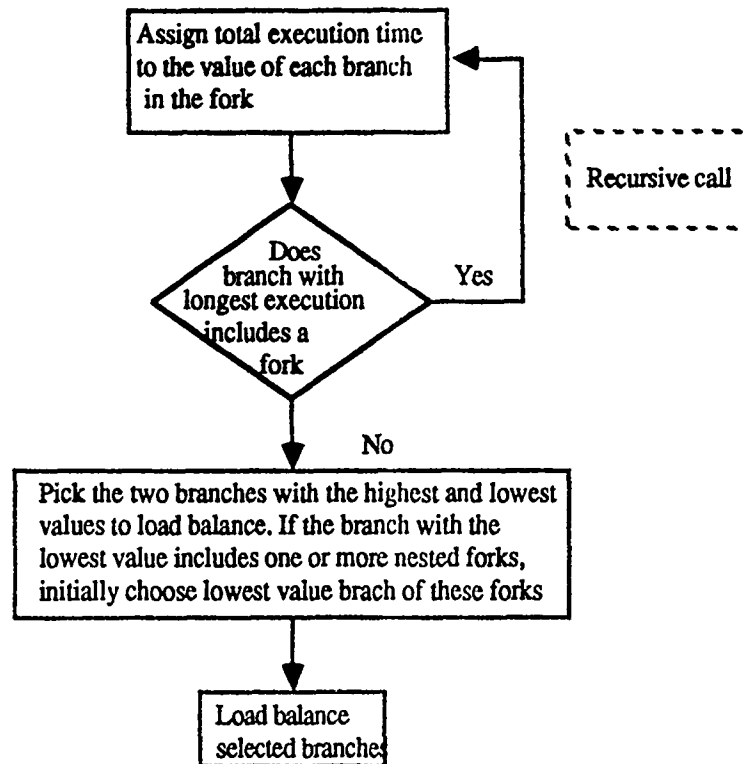 Assign total execution time
to the value of each branch
in the fork
Recursive call
Does
branch with
longest execution
includes a
fork
Yes
No
Pick the two branches with the highest and lowest
values to load balance. If the branch with the
lowest value includes one or more nested forks,
initially choose lowest value brach of these forks
Load balance
selected branches